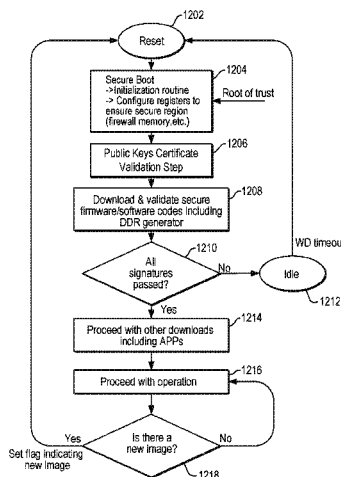 1202
Reset
Secure Boot
->Initialization routine
-> Configure registers to
ensure secure region
(firewall memory,etc.)
1204
Root of trust
1206
Public Keys Certificate
Validation Step
1208
Download & validate secure
firmware/software codes including
DDR generator
1210
All
signatures
passed?
No
Idle
1212
WD timeout
Yes
1214
Proceed with other downloads
including APPs
1216
Proceed with operation
Is there a
new image?
Yes
No
Set flag indicating
new Image
1218